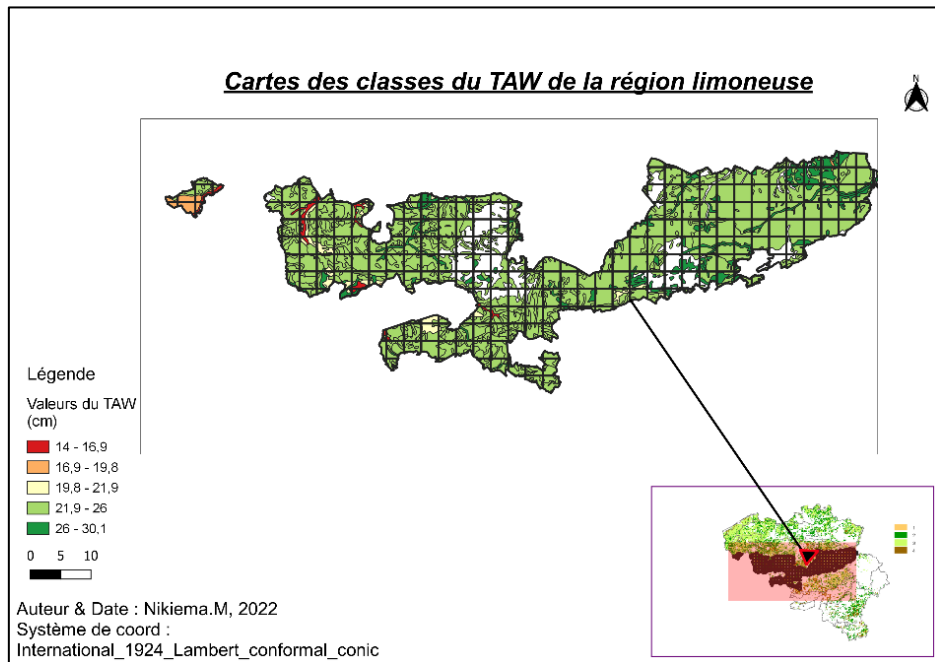 Cartes des classes du TAW de la région limoneuse
N
Légende
Valeurs du TAW
(cm)
14 - 16,9
16,9 - 19,8
19,8 - 21,9
21,9 - 26
26 - 30,1
0 5 10
Auteur & Date : Nikiema.M, 2022
Système de coord :
International_1924_Lambert_conformal_conic